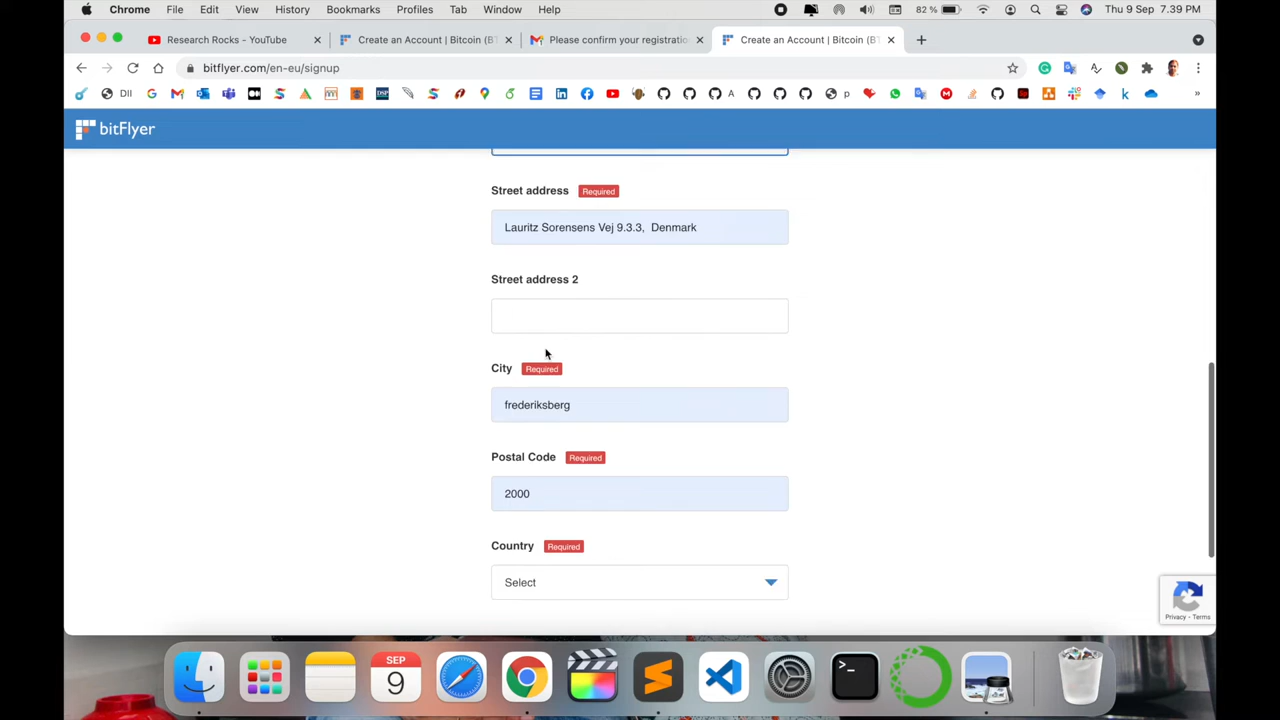 Chrome File Edit View History Bookmarks Profiles Tab Window Help 82 % Thu 9 Sep 7.39 PM
Research Rocks - YouTube Create an Account | Bitcoin (BT Please confirm your registratio Create an Account | Bitcoin (BT
bitflyer.com/en-eu/signup
DII A p k »
bitFlyer
Street address Required
Lauritz Sorensens Vej 9.3.3, Denmark
Street address 2
City Required
frederiksberg
Postal Code Required
2000
Country Required
Select
Privacy - Terms
SEP
9